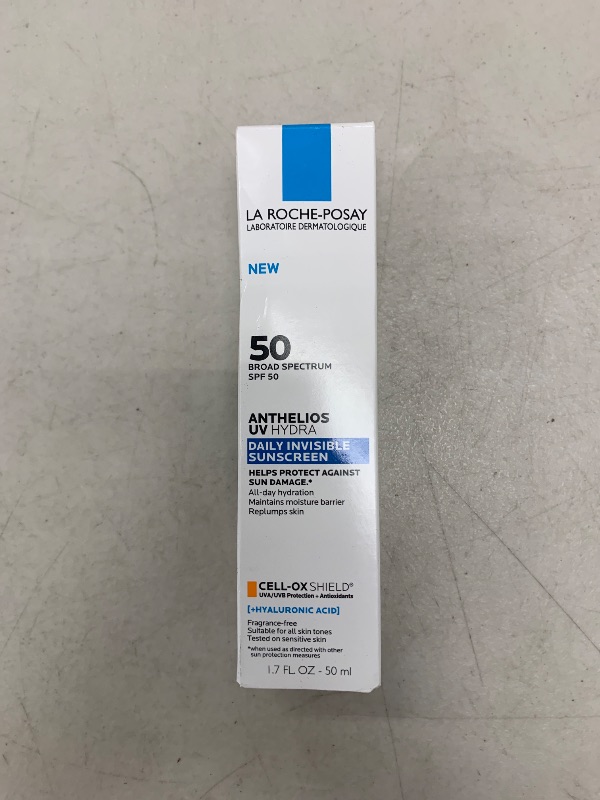 LA ROCHE-POSAY
LABORATOIRE DERMATOLOGIQUE
NEW
50
BROAD SPECTRUM
SPF 50
ANTHELIOS
UV HYDRA
DAILY INVISIBLE
SUNSCREEN
HELPS PROTECT AGAINST
SUN DAMAGE.*
All-day hydration
Maintains moisture barrier
Replumps skin
CELL-OX SHIELD®
UVA/UVB Protection + Antioxidants
[+HYALURONIC ACID]
Fragrance-free
Suitable for all skin tones
Tested on sensitive skin
*when used as directed with other
sun protection measures
1.7 FL OZ - 50 ml